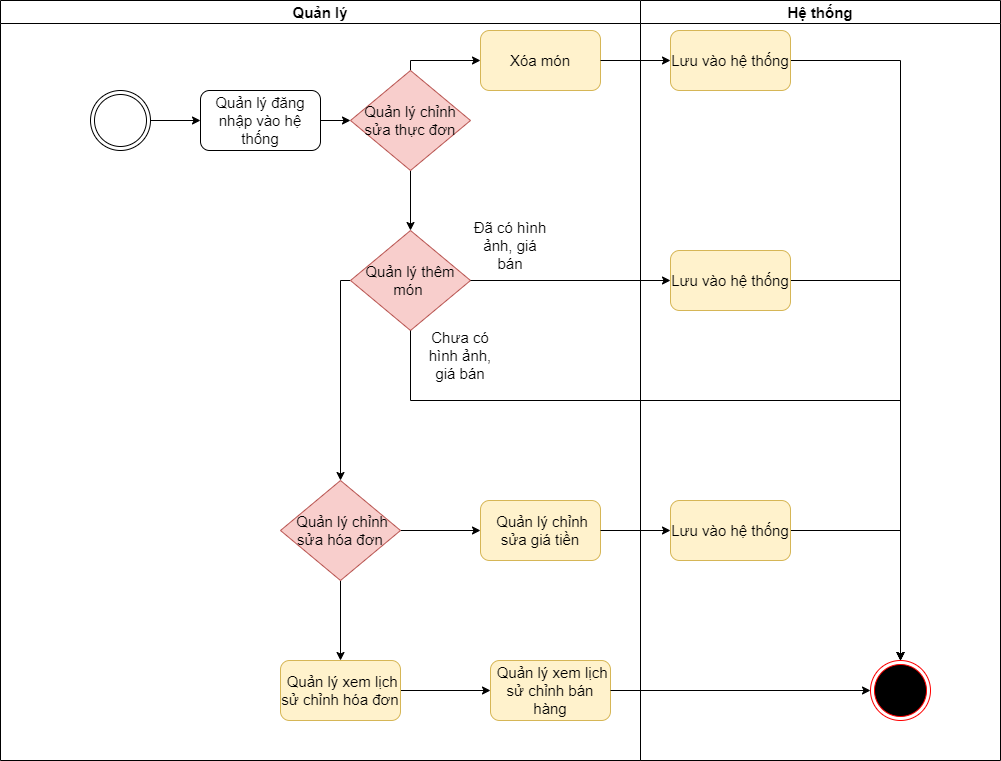 Quản lý
Hệ thống
Xóa món
Lưu vào hệ thống
Quản lý đăng
nhập vào hệ
thống
Quản lý chỉnh
sửa thực đơn
Đã có hình
ảnh, giá
bán
Quản lý thêm
món
Lưu vào hệ thống
Chưa có
hình ảnh,
giá bán
Quản lý chỉnh
sửa hóa đơn
Quản lý chỉnh
sửa giá tiền
Lưu vào hệ thống
Quản lý xem lịch
sử chỉnh hóa đơn
Quản lý xem lịch
sử chỉnh bán
hàng